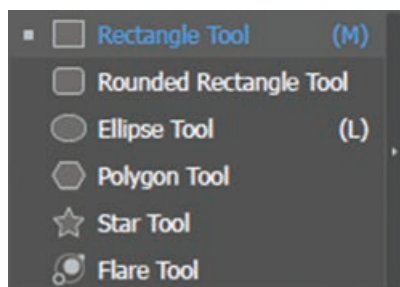 Rectangle Tool (M)
Rounded Rectangle Tool
Ellipse Tool (L)
Polygon Tool
Star Tool
Flare Tool